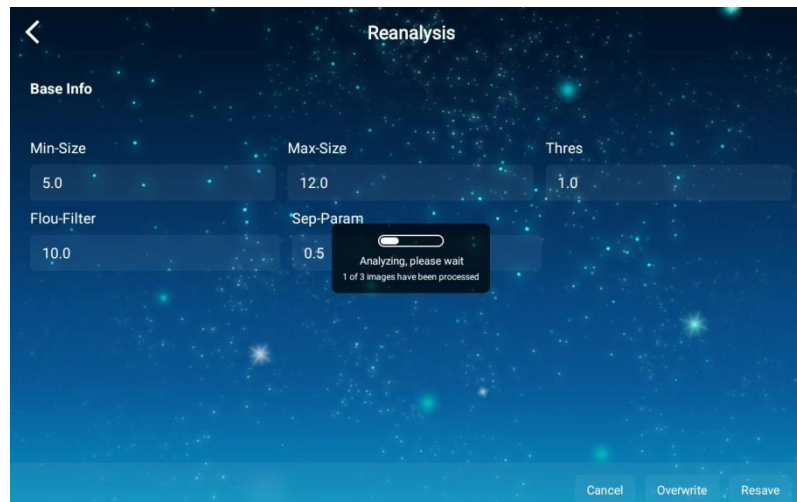 Reanalysis
Base Info
Min-Size
Max-Size
Thres
5.0
12.0
1.0
Flou-Filter
Sep-Param
10.0
0.5
Analyzing, please wait
1 of 3 images have been processed
Cancel
Overwrite
Resave